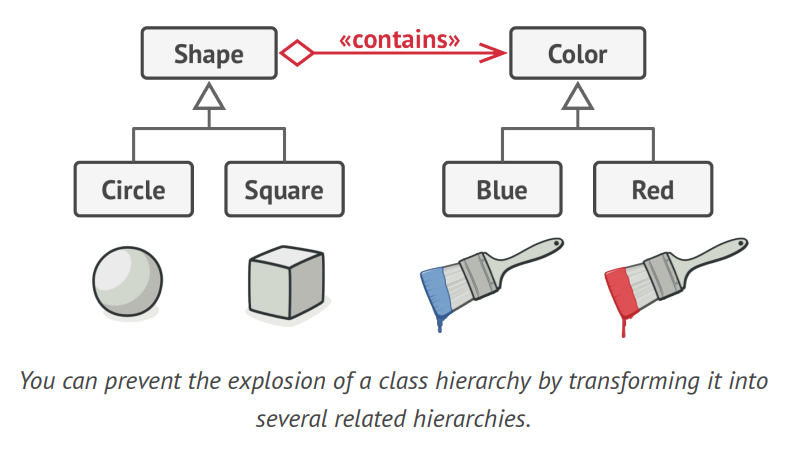 Shape
«contains»
Color
Circle
Square
Blue
Red
You can prevent the explosion of a class hierarchy by transforming it into
several related hierarchies.